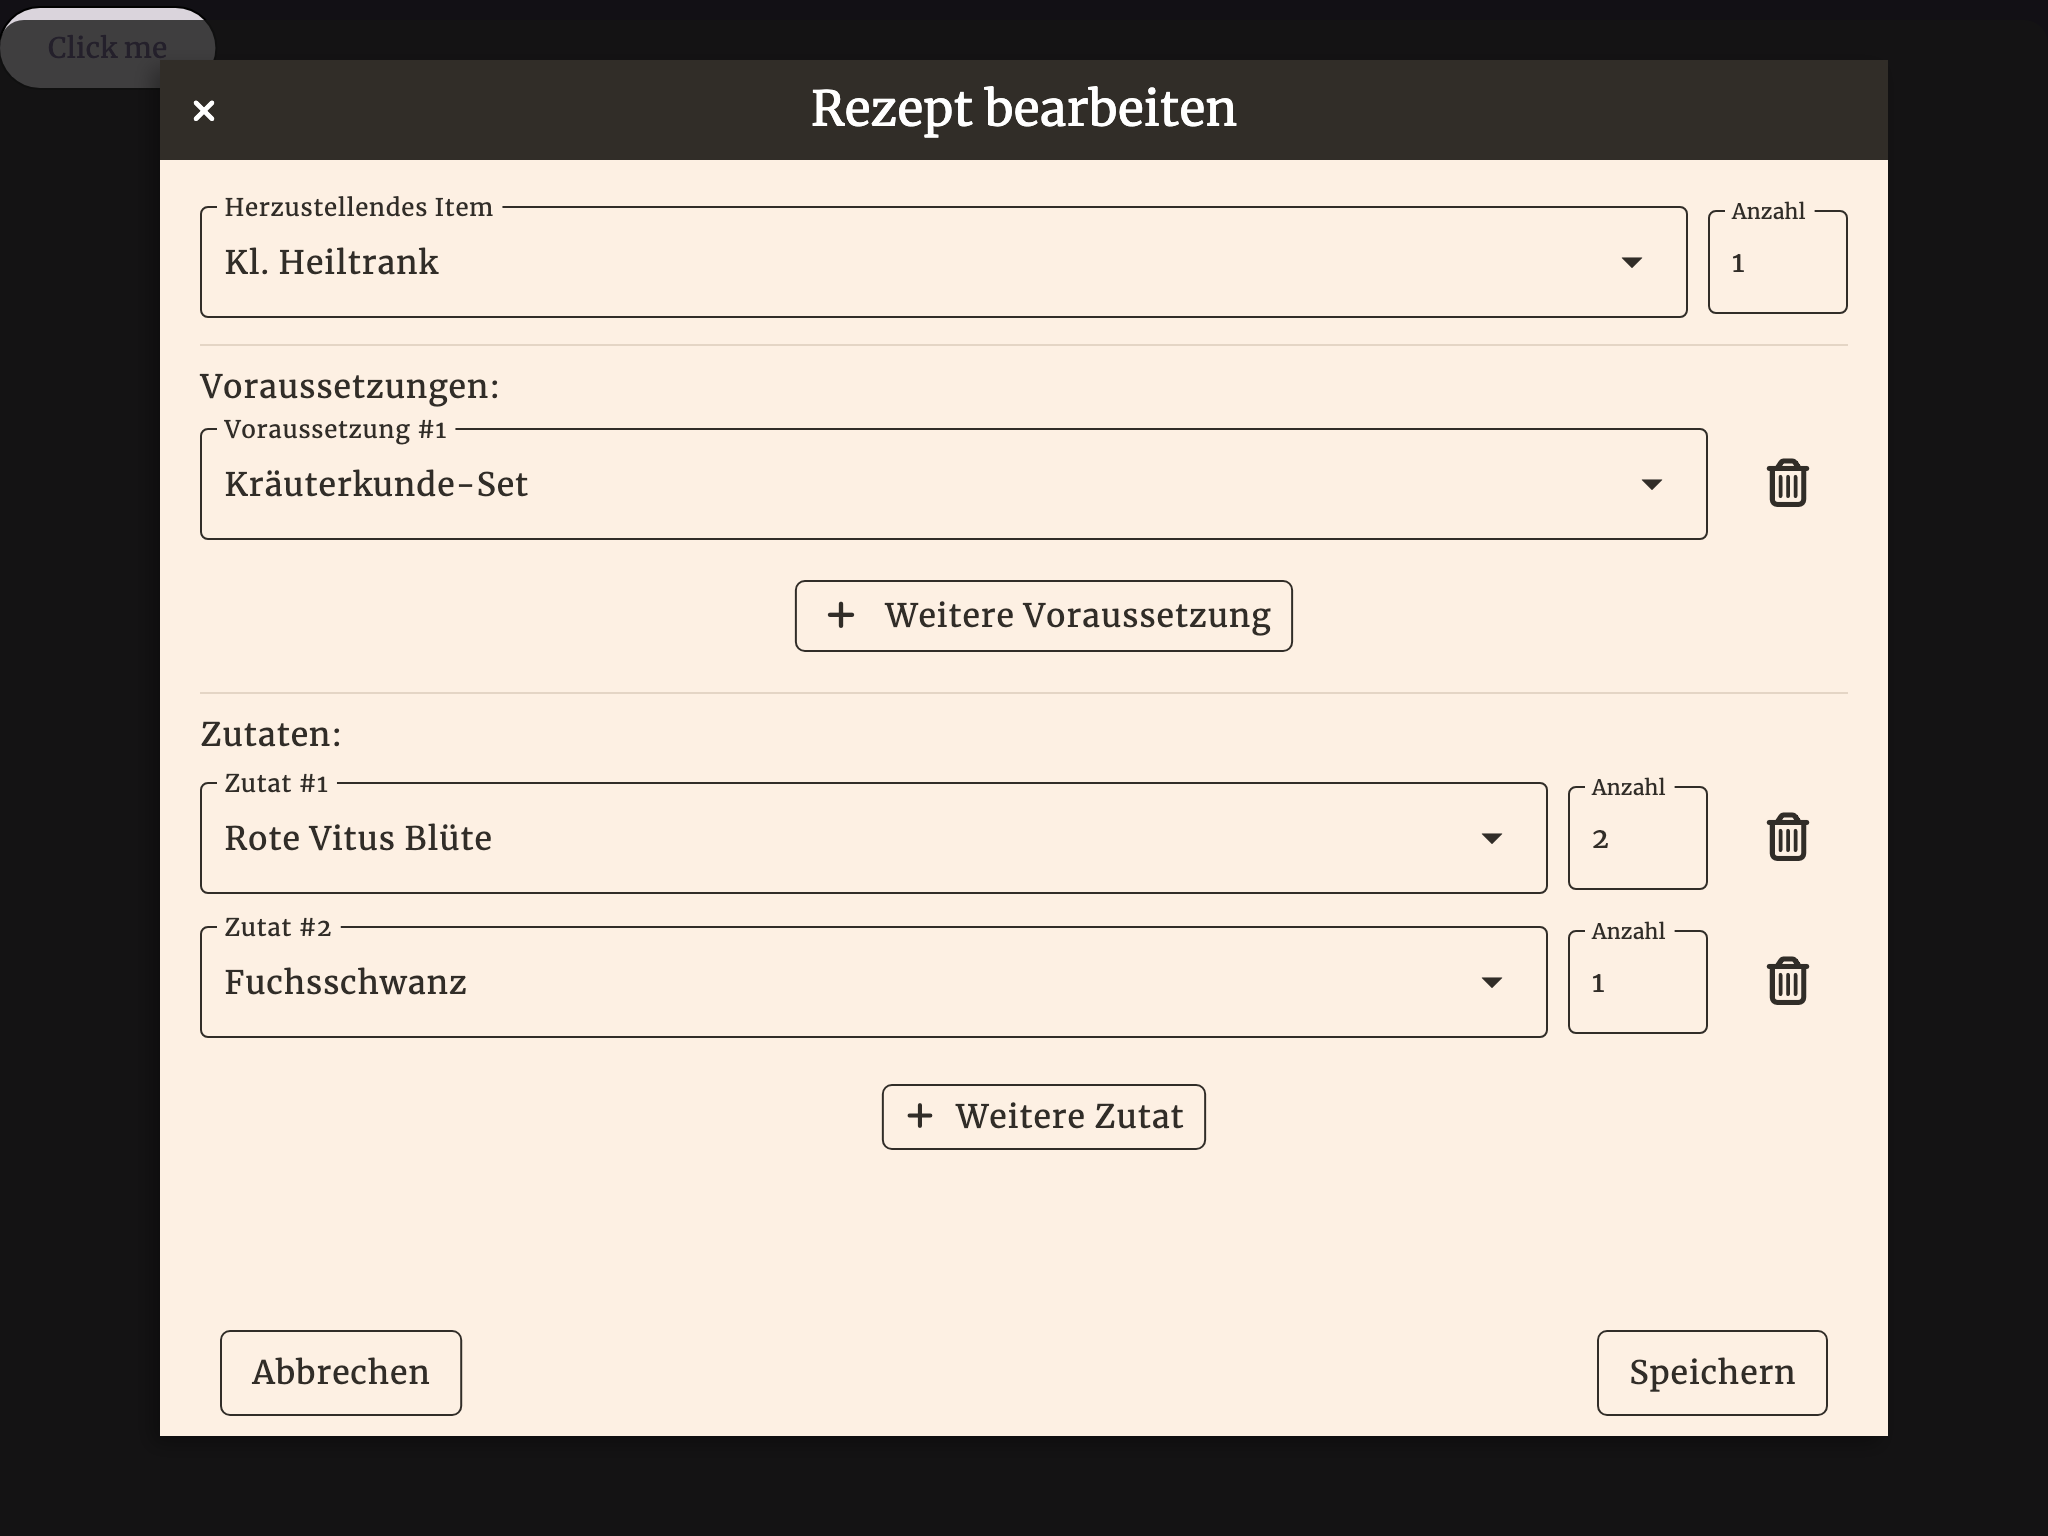 Click me
Rezept bearbeiten
Herzustellendes Item
Kl. Heiltrank
Anzahl
1
Voraussetzungen:
Voraussetzung #1
Kräuterkunde-Set
Weitere Voraussetzung
Zutaten:
Zutat #1
Rote Vitus Blüte
Anzahl
2
Zutat #2
Fuchsschwanz
Anzahl
1
Weitere Zutat
Abbrechen
Speichern